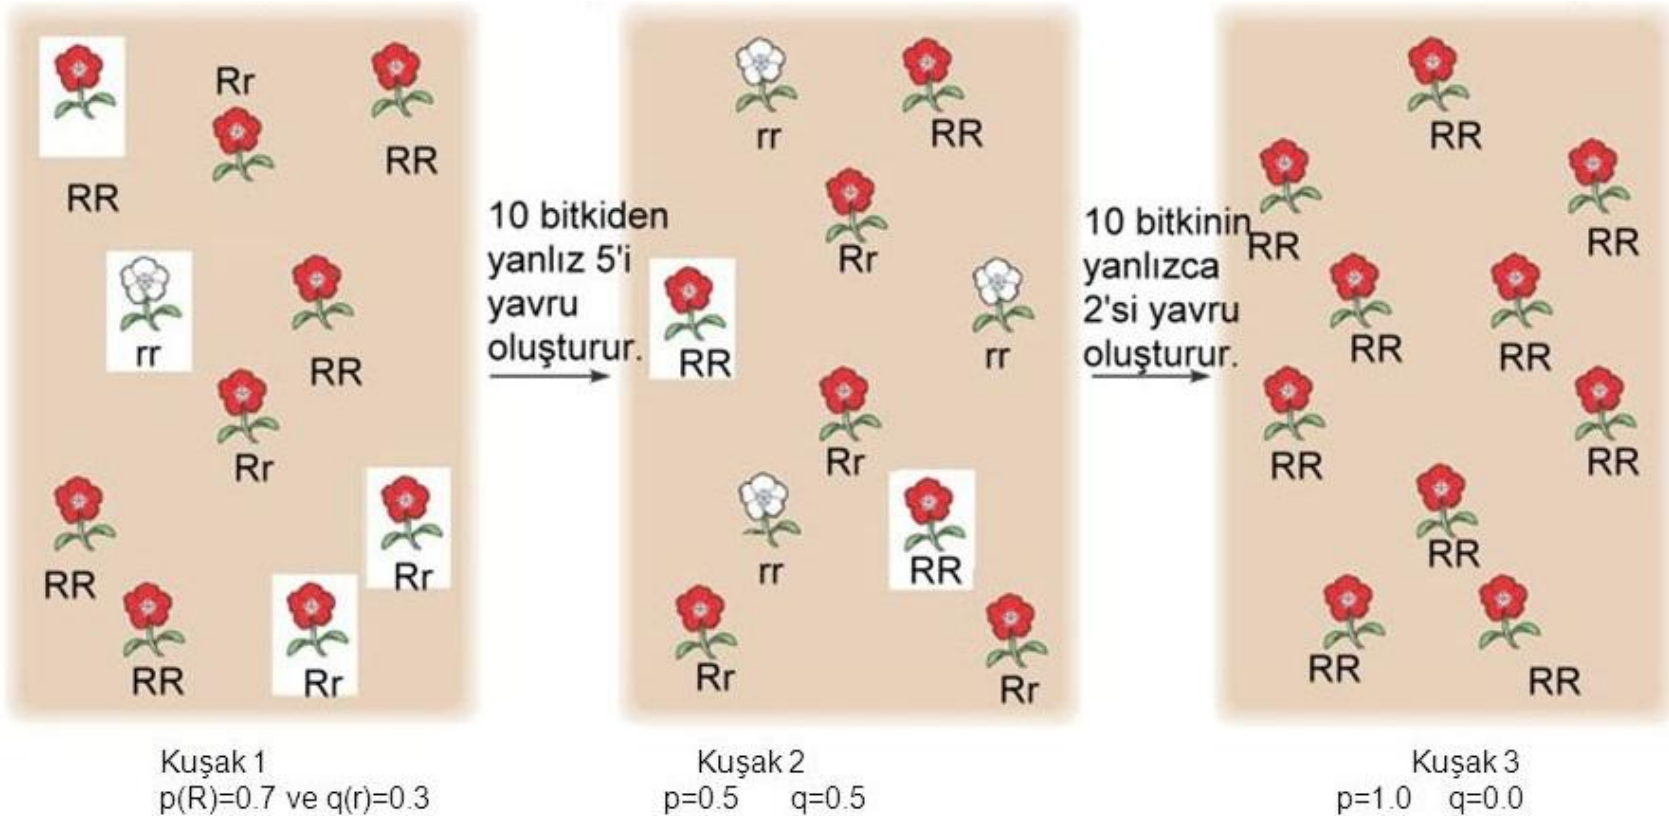 RR
Rr
RR
rr
RR
Rr
RR
Rr
RR
Rr
10 bitkiden
yanlız 5'i
yavru
oluşturur.
rr
RR
Rr
RR
rr
Rr
rr
RR
Rr
Rr
10 bitkinin
yanlızca
2'si yavru
oluşturur.
RR
RR
RR
RR
RR
RR
RR
RR
RR
RR
Kuşak 1
p(R)=0.7 ve q(r)=0.3
Kuşak 2
p=0.5 q=0.5
Kuşak 3
p=1.0 q=0.0